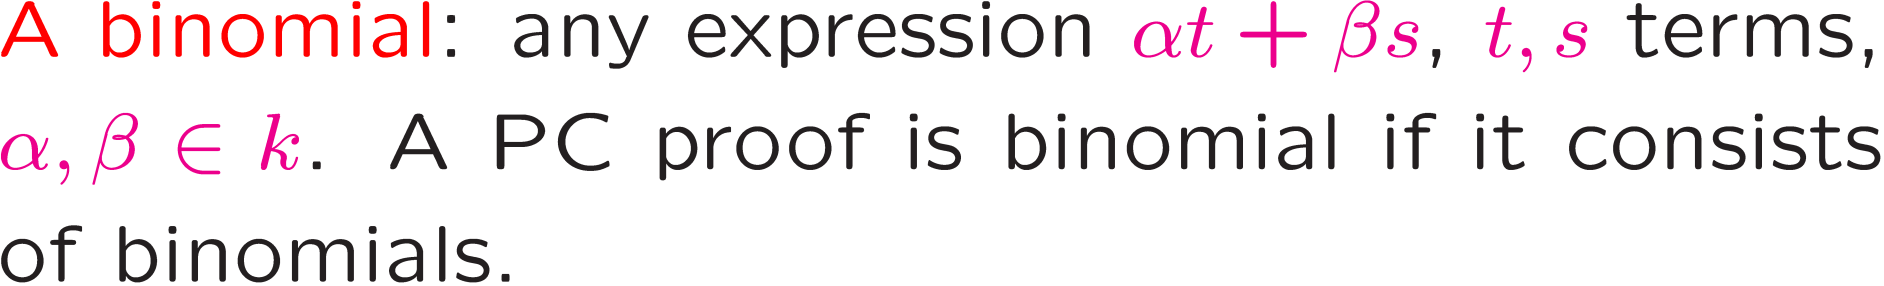 A binomial: any expression αt + βs, t, s terms,
α, β ∈ k. A PC proof is binomial if it consists
of binomials.